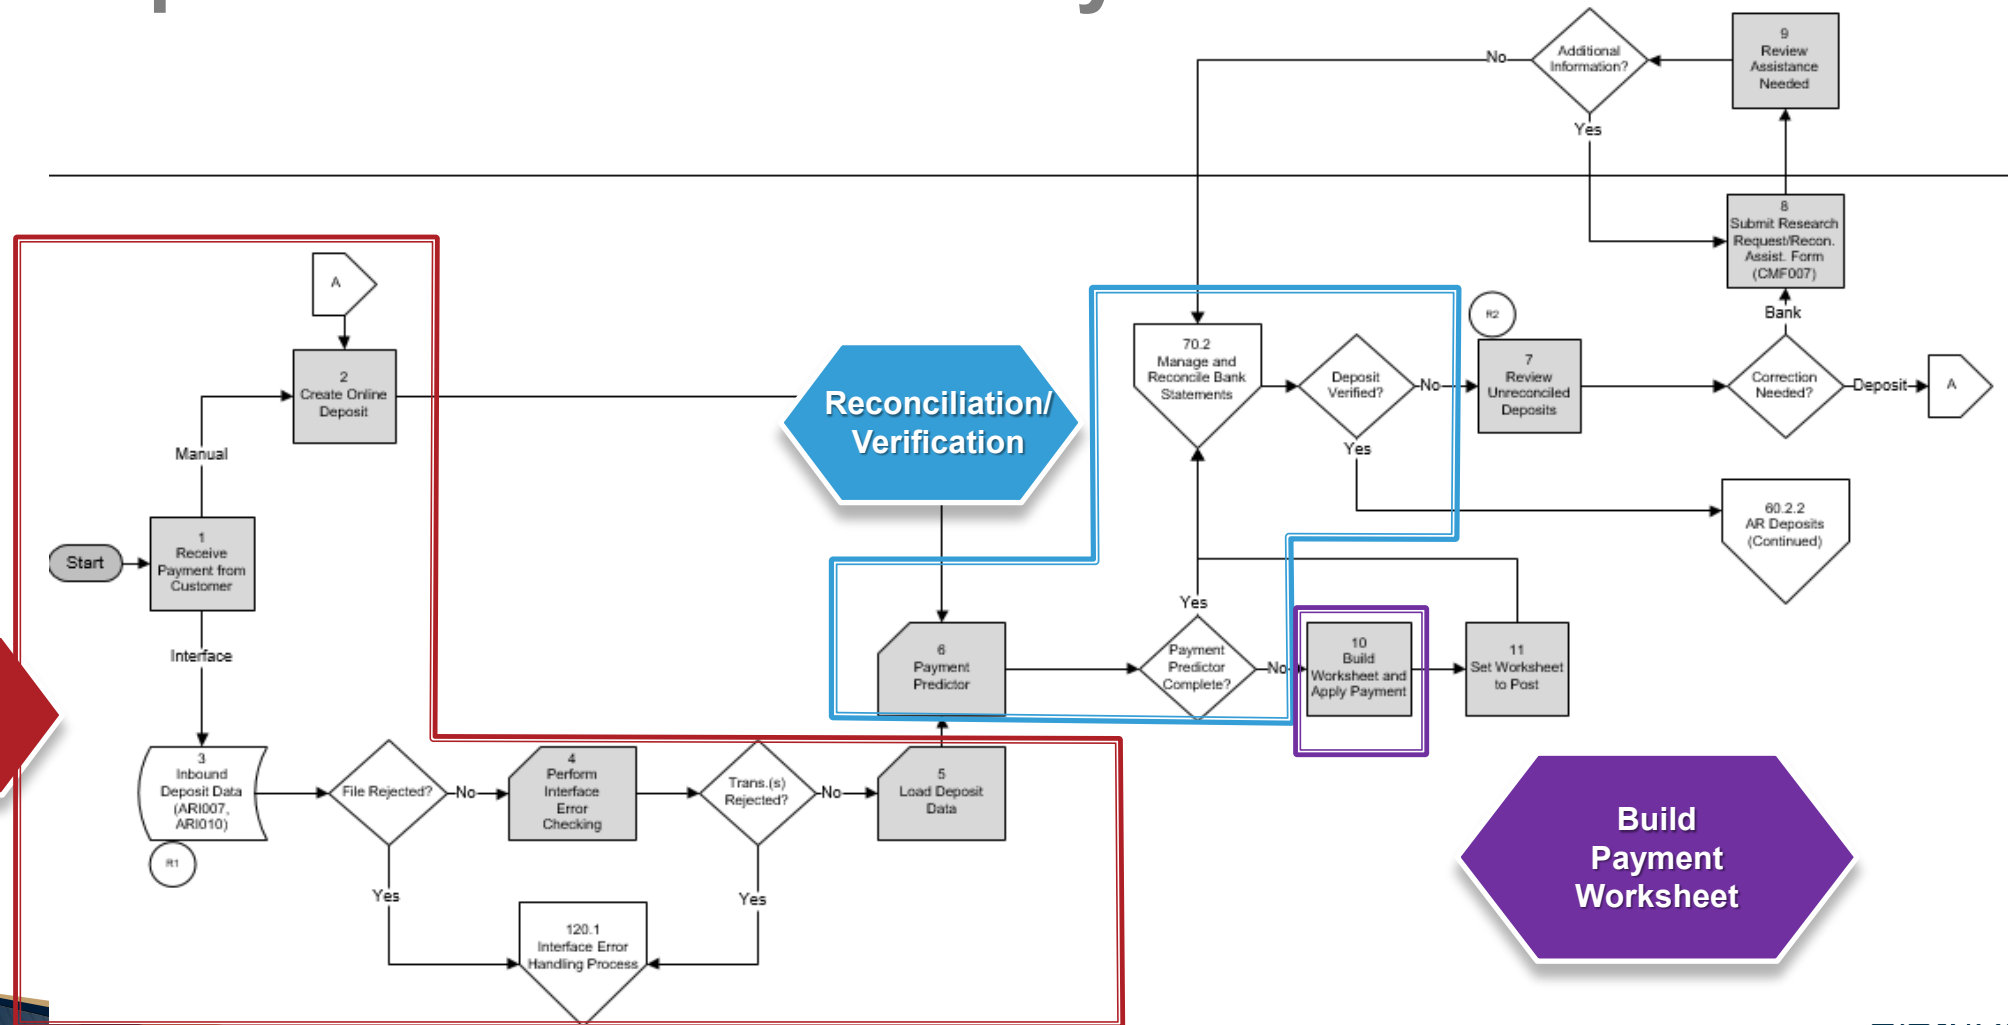 No
Additional
Information?
Yes
9
Review
Assistance
Needed
8
Submit Research
Request/Recon.
Assist. Form
(CMF007)
Bank
A
2
Create Online
Deposit
Manual
Reconciliation/
Verification
70.2
Manage and
Reconcile Bank
Statements
Deposit
Verified?
No
Yes
R2
7
Review
Unreconciled
Deposits
Correction
Needed?
Deposit
A
60.2.2
AR Deposits
(Continued)
Start
1
Receive
Payment from
Customer
Interface
6
Payment
Predictor
Yes
Payment
Predictor
Complete?
No
10
Build
Worksheet and
Apply Payment
11
Set Worksheet
to Post
3
Inbound
Deposit Data
(ARI007,
ARI010)
R1
File Rejected?
No
Yes
4
Perform
Interface
Error
Checking
Trans.(s)
Rejected?
No
Yes
5
Load Deposit
Data
120.1
Interface Error
Handling Process
Build
Payment
Worksheet